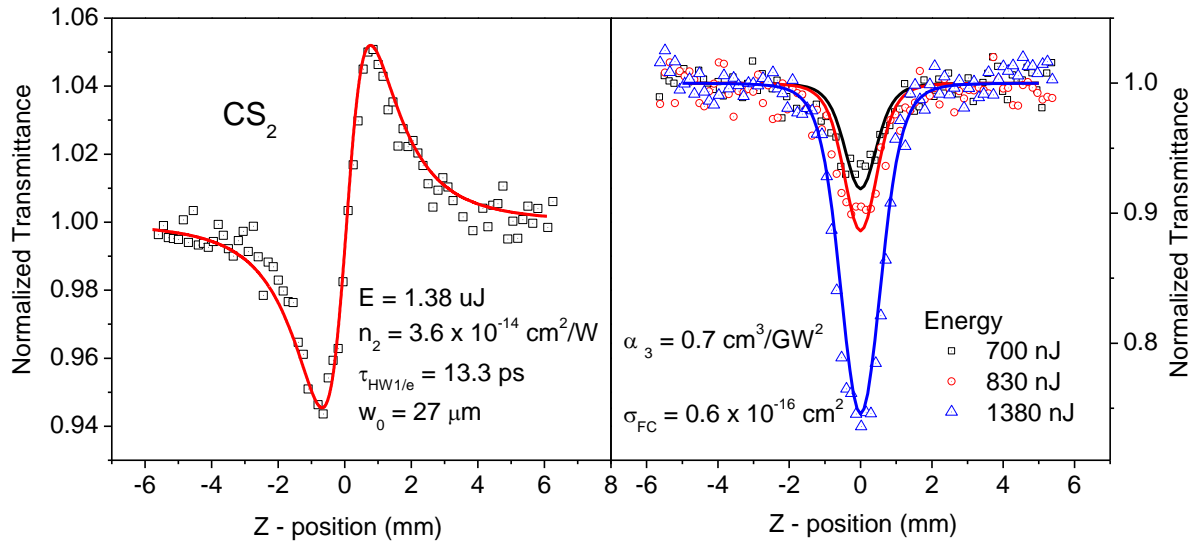 Normalized Transmittance
1.06
1.04
1.02
1.00
0.98
0.96
0.94
CS₂
E = 1.38 uJ
n₂ = 3.6 x 10⁻¹⁴ cm²/W
τ_HW1/e = 13.3 ps
w₀ = 27 μm
-6 -4 -2 0 2 4 6 8
Z - position (mm)
α₃ = 0.7 cm³/GW²
σ_FC = 0.6 x 10⁻¹⁶ cm²
Energy
700 nJ
830 nJ
1380 nJ
-6 -4 -2 0 2 4 6
Z - position (mm)
1.0
0.9
0.8
Normalized Transmittance